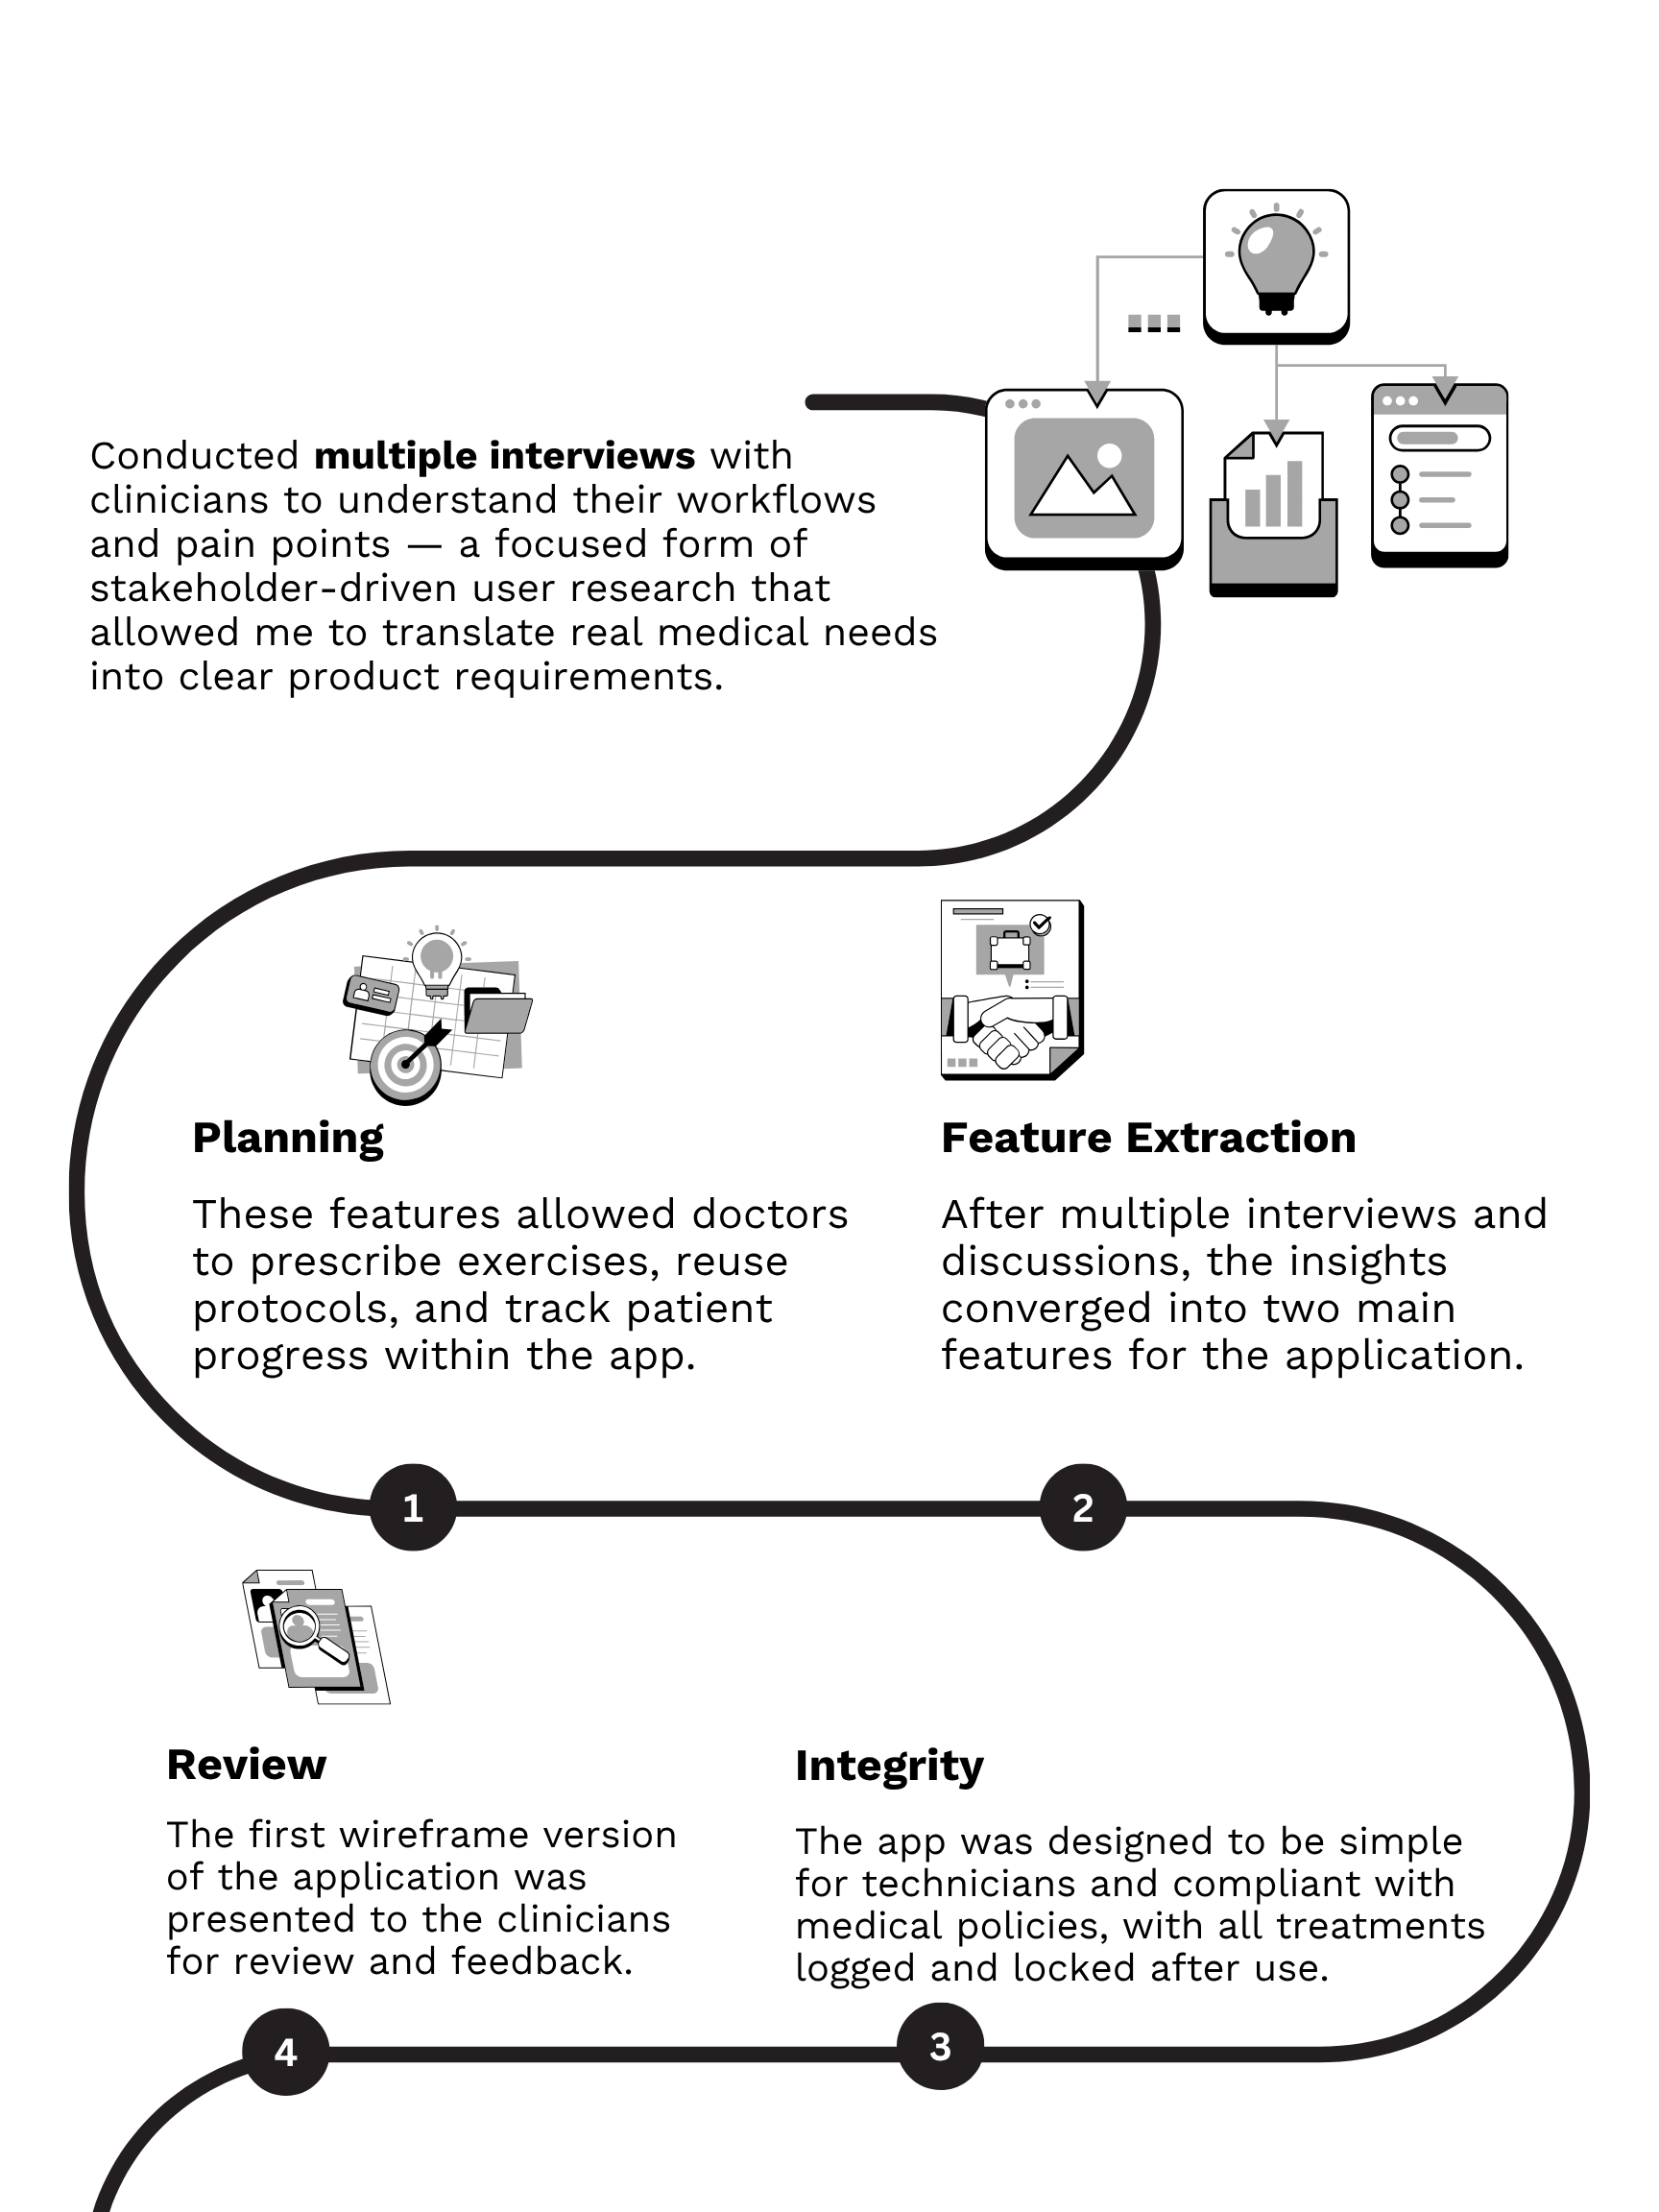 Conducted multiple interviews with
clinicians to understand their workflows
and pain points — a focused form of
stakeholder-driven user research that
allowed me to translate real medical needs
into clear product requirements.
Planning
These features allowed doctors
to prescribe exercises, reuse
protocols, and track patient
progress within the app.
Feature Extraction
After multiple interviews and
discussions, the insights
converged into two main
features for the application.
1
2
Review
The first wireframe version
of the application was
presented to the clinicians
for review and feedback.
Integrity
The app was designed to be simple
for technicians and compliant with
medical policies, with all treatments
logged and locked after use.
4
3